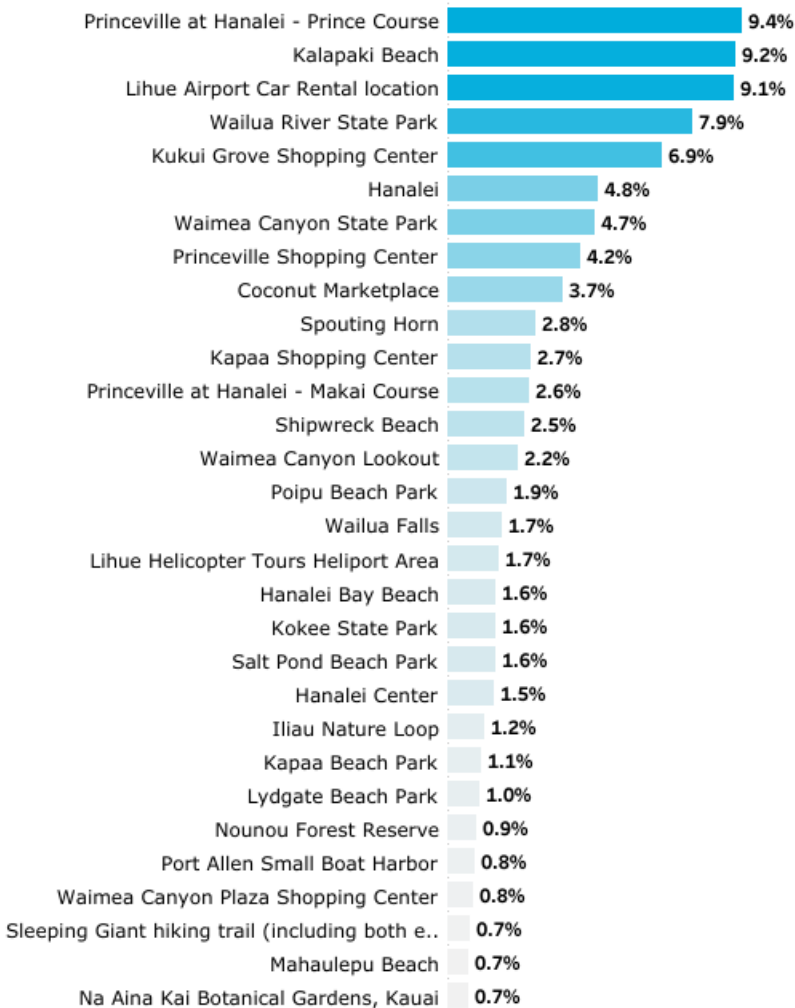 Princeville at Hanalei - Prince Course 9.4%
Kalapaki Beach 9.2%
Lihue Airport Car Rental location 9.1%
Wailua River State Park 7.9%
Kukui Grove Shopping Center 6.9%
Hanalei 4.8%
Waimea Canyon State Park 4.7%
Princeville Shopping Center 4.2%
Coconut Marketplace 3.7%
Spouting Horn 2.8%
Kapaa Shopping Center 2.7%
Princeville at Hanalei - Makai Course 2.6%
Shipwreck Beach 2.5%
Waimea Canyon Lookout 2.2%
Poipu Beach Park 1.9%
Wailua Falls 1.7%
Lihue Helicopter Tours Heliport Area 1.7%
Hanalei Bay Beach 1.6%
Kokee State Park 1.6%
Salt Pond Beach Park 1.6%
Hanalei Center 1.5%
Iliau Nature Loop 1.2%
Kapaa Beach Park 1.1%
Lydgate Beach Park 1.0%
Nounou Forest Reserve 0.9%
Port Allen Small Boat Harbor 0.8%
Waimea Canyon Plaza Shopping Center 0.8%
Sleeping Giant hiking trail (including both e.. 0.7%
Mahaulepu Beach 0.7%
Na Aina Kai Botanical Gardens, Kauai 0.7%